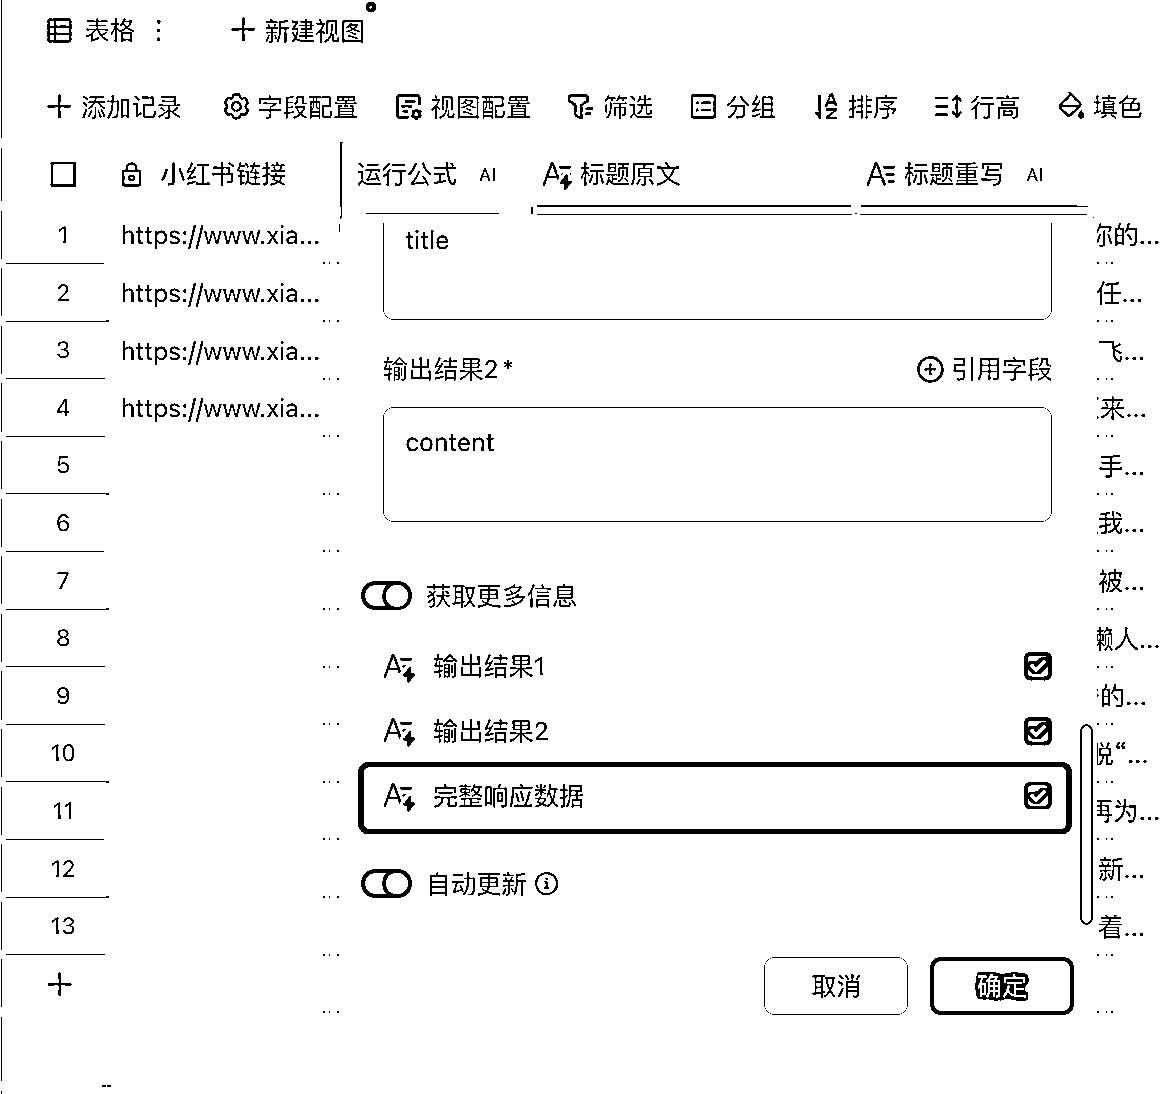 表格 新建视图
添加记录 字段配置 视图配置 筛选 分组 排序 行高 填色
小红书链接 运行公式 AI 标题原文 标题重写 AI
1 https://www.xia... title 你的...
2 https://www.xia... 任...
3 https://www.xia... 输出结果2* 引用字段 飞...
4 https://www.xia... content 来...
5 手...
6 我...
7 获取更多信息 被...
8 输出结果1 懒人...
9 输出结果2 的...
10 “...
11 完整响应数据 再为...
12 自动更新 新...
13 着...
取消 确定